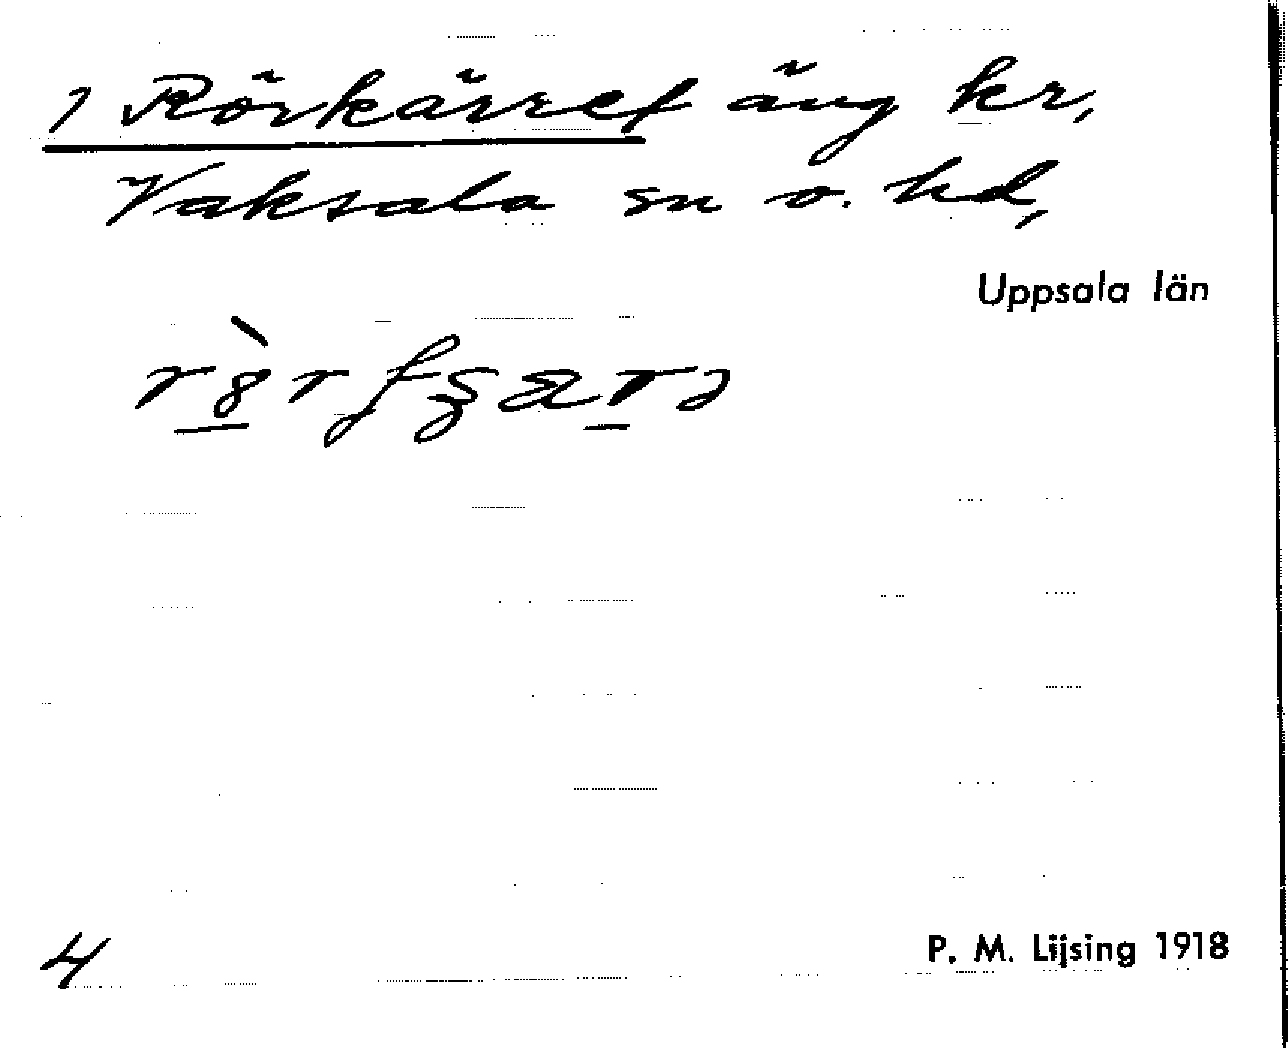 1 Rörkärret äng kr,
Vaksala sn o. hd,
Uppsala län
4
P. M. Lijsing 1918